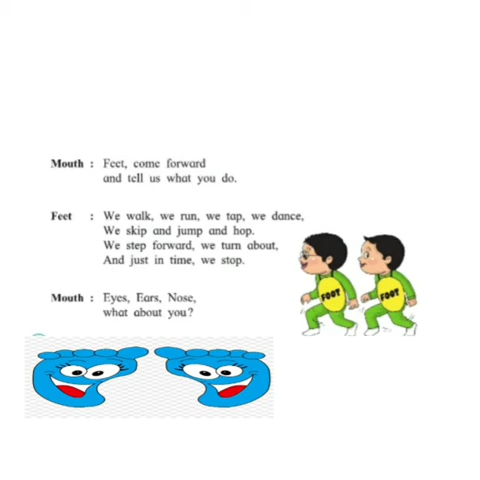 Mouth : Feet, come forward
and tell us what you do.
Feet : We walk, we run, we tap, we dance,
We skip and jump and hop.
We step forward, we turn about,
And just in time, we stop.
FOOT FOOT
Mouth : Eyes, Ears, Nose,
what about you?